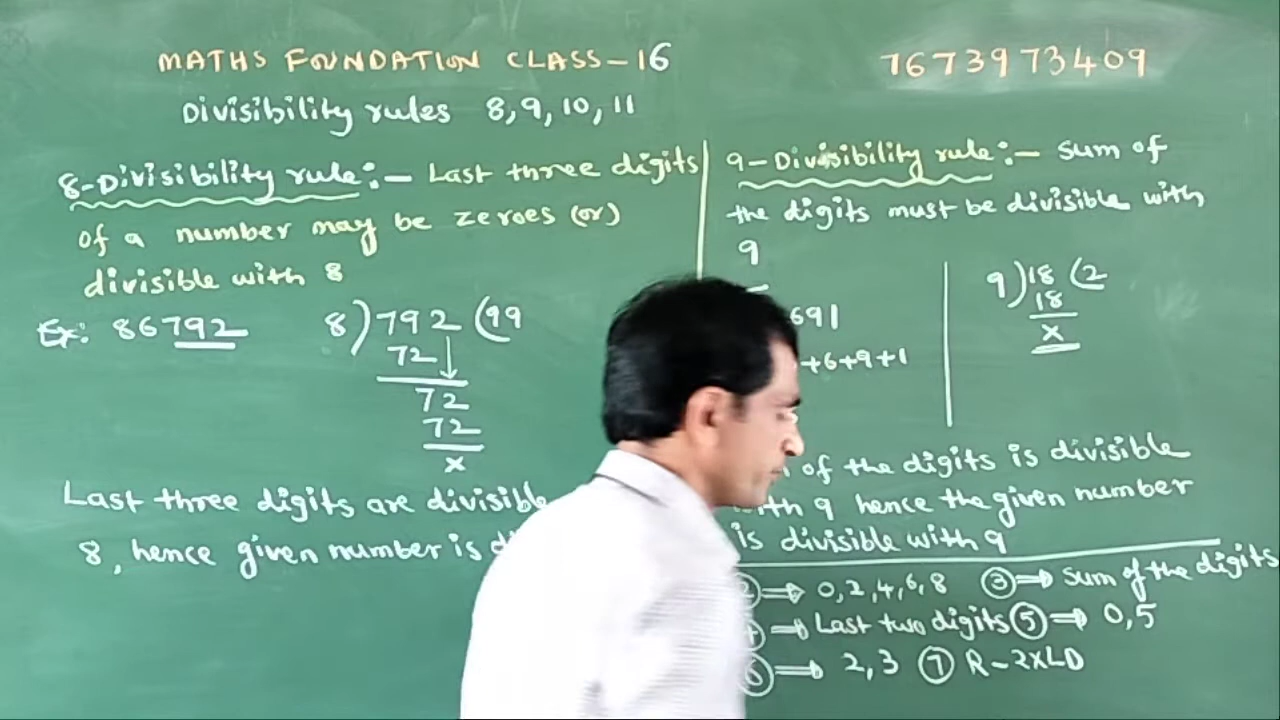 MATHS FOUNDATION CLASS-16
7673973409
Divisibility rules 8, 9, 10, 11
8-Divisibility rule:- Last three digits
of a number may be zeroes (or)
divisible with 8
Ex: 86792
8)792(99
72
72
72
x
Last three digits are divisible
8, hence given number is
9-Divisibility rule:- Sum of
the digits must be divisible with
9
691
+6+9+1
9)18(2
18
x
of the digits is divisible
with 9 hence the given number
is divisible with 9
② ⇒ 0,2,4,6,8 ③ ⇒ Sum of the digits
⇒ Last two digits ⑤ ⇒ 0,5
⑥ ⇒ 2,3 ⑦ R-2xLD